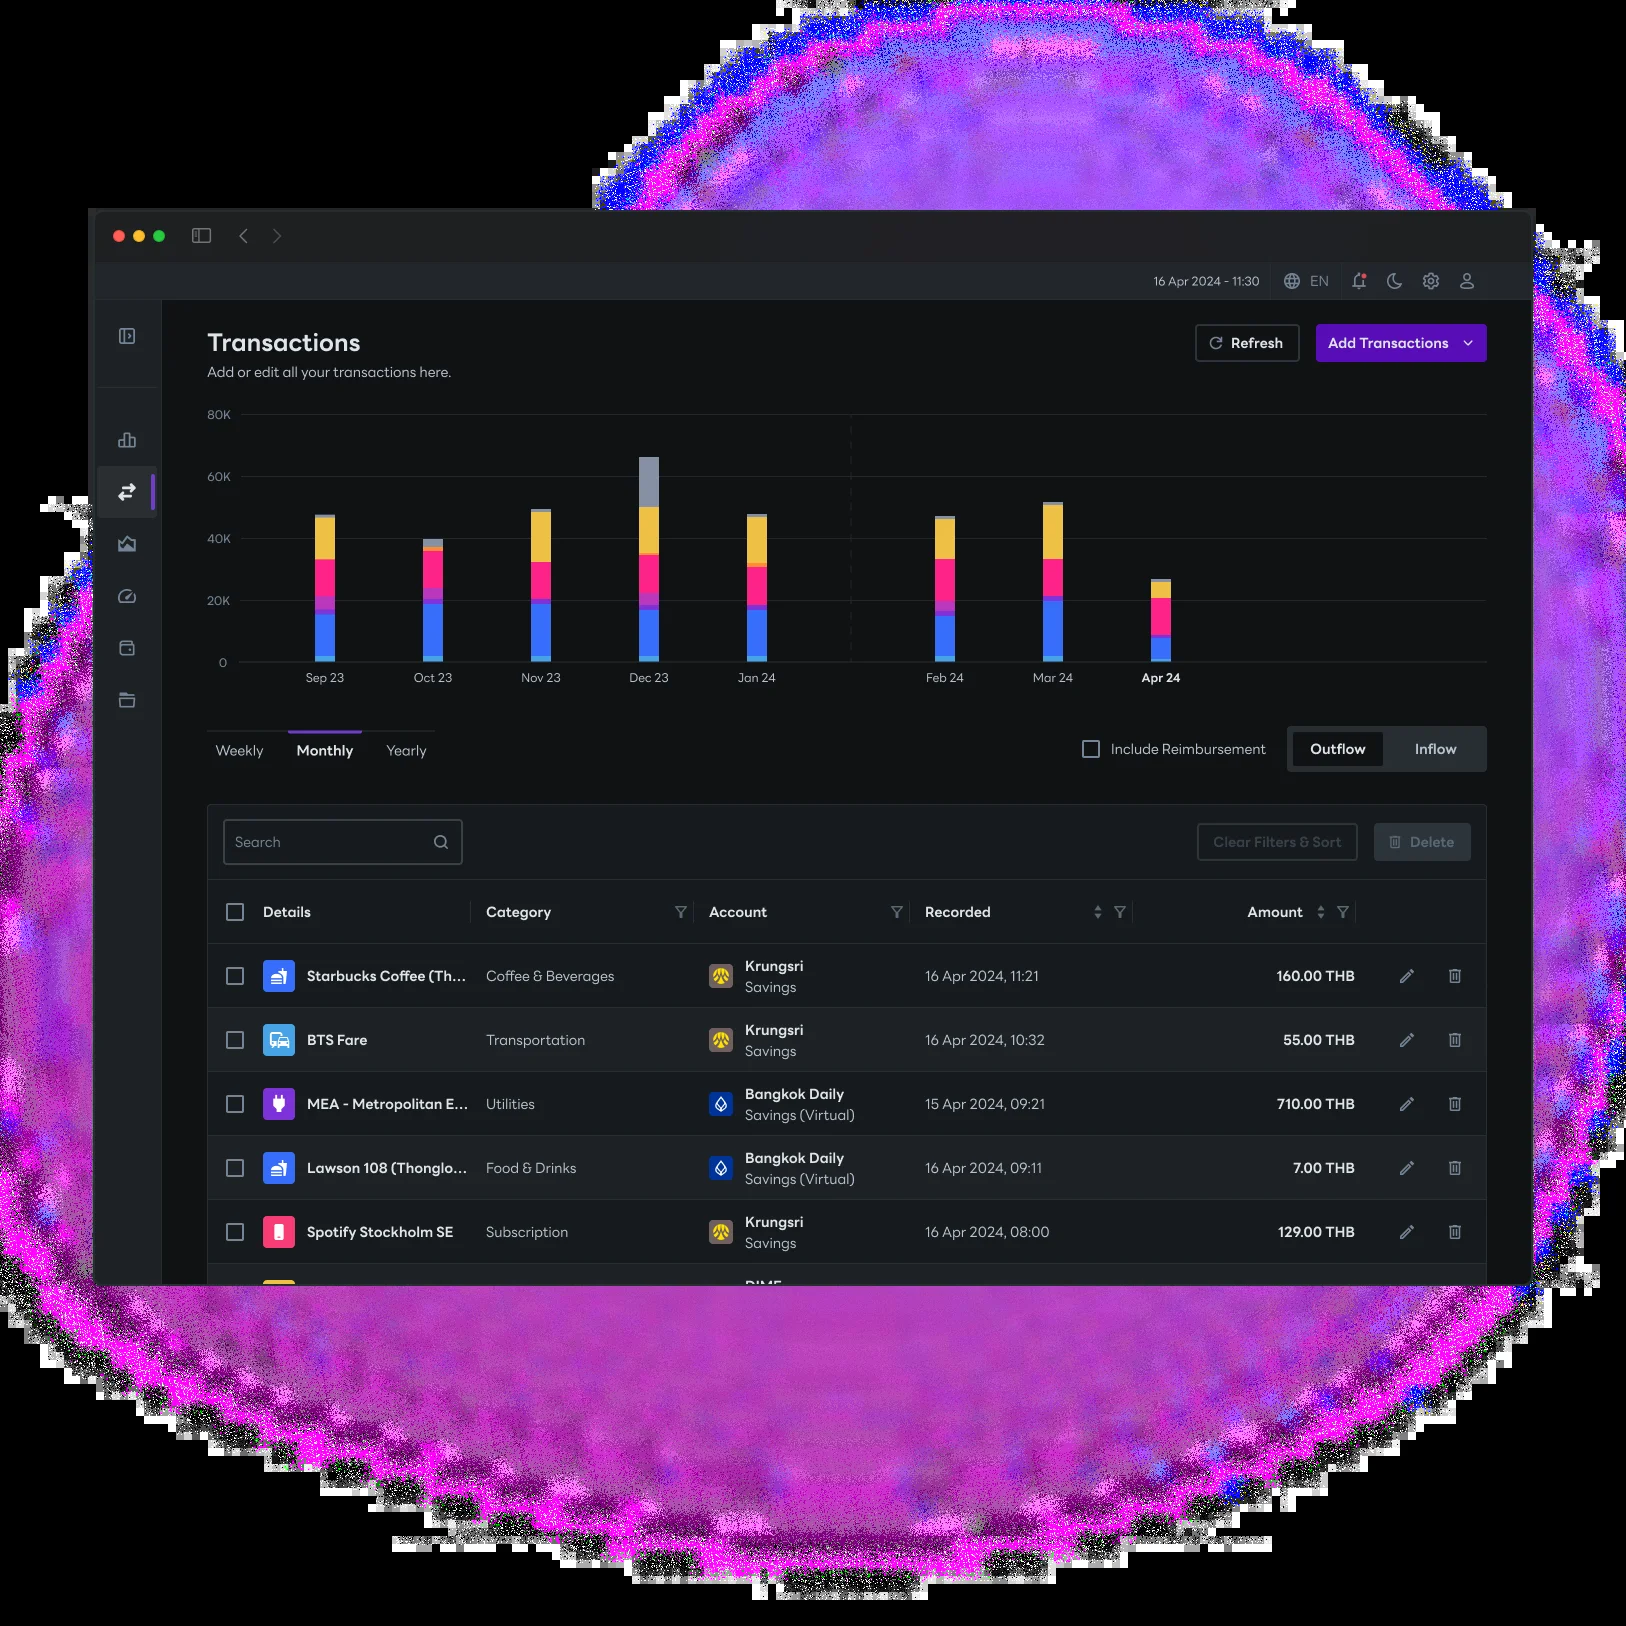 16 Apr 2024 - 11:30 EN
Transactions
Refresh
Add Transactions
Add or edit all your transactions here.
80K
60K
40K
20K
0
Sep 23 Oct 23 Nov 23 Dec 23 Jan 24 Feb 24 Mar 24 Apr 24
Weekly Monthly Yearly
Include Reimbursement
Outflow Inflow
Search
Clear Filters & Sort
Delete
Details Category Account Recorded Amount
Starbucks Coffee (Th... Coffee & Beverages Krungsri 16 Apr 2024, 11:21 160.00 THB
Savings
BTS Fare Transportation Krungsri 16 Apr 2024, 10:32 55.00 THB
Savings
MEA - Metropolitan E... Utilities Bangkok Daily 15 Apr 2024, 09:21 710.00 THB
Savings (Virtual)
Lawson 108 (Thonglo... Food & Drinks Bangkok Daily 16 Apr 2024, 09:11 7.00 THB
Savings (Virtual)
Spotify Stockholm SE Subscription Krungsri 16 Apr 2024, 08:00 129.00 THB
Savings